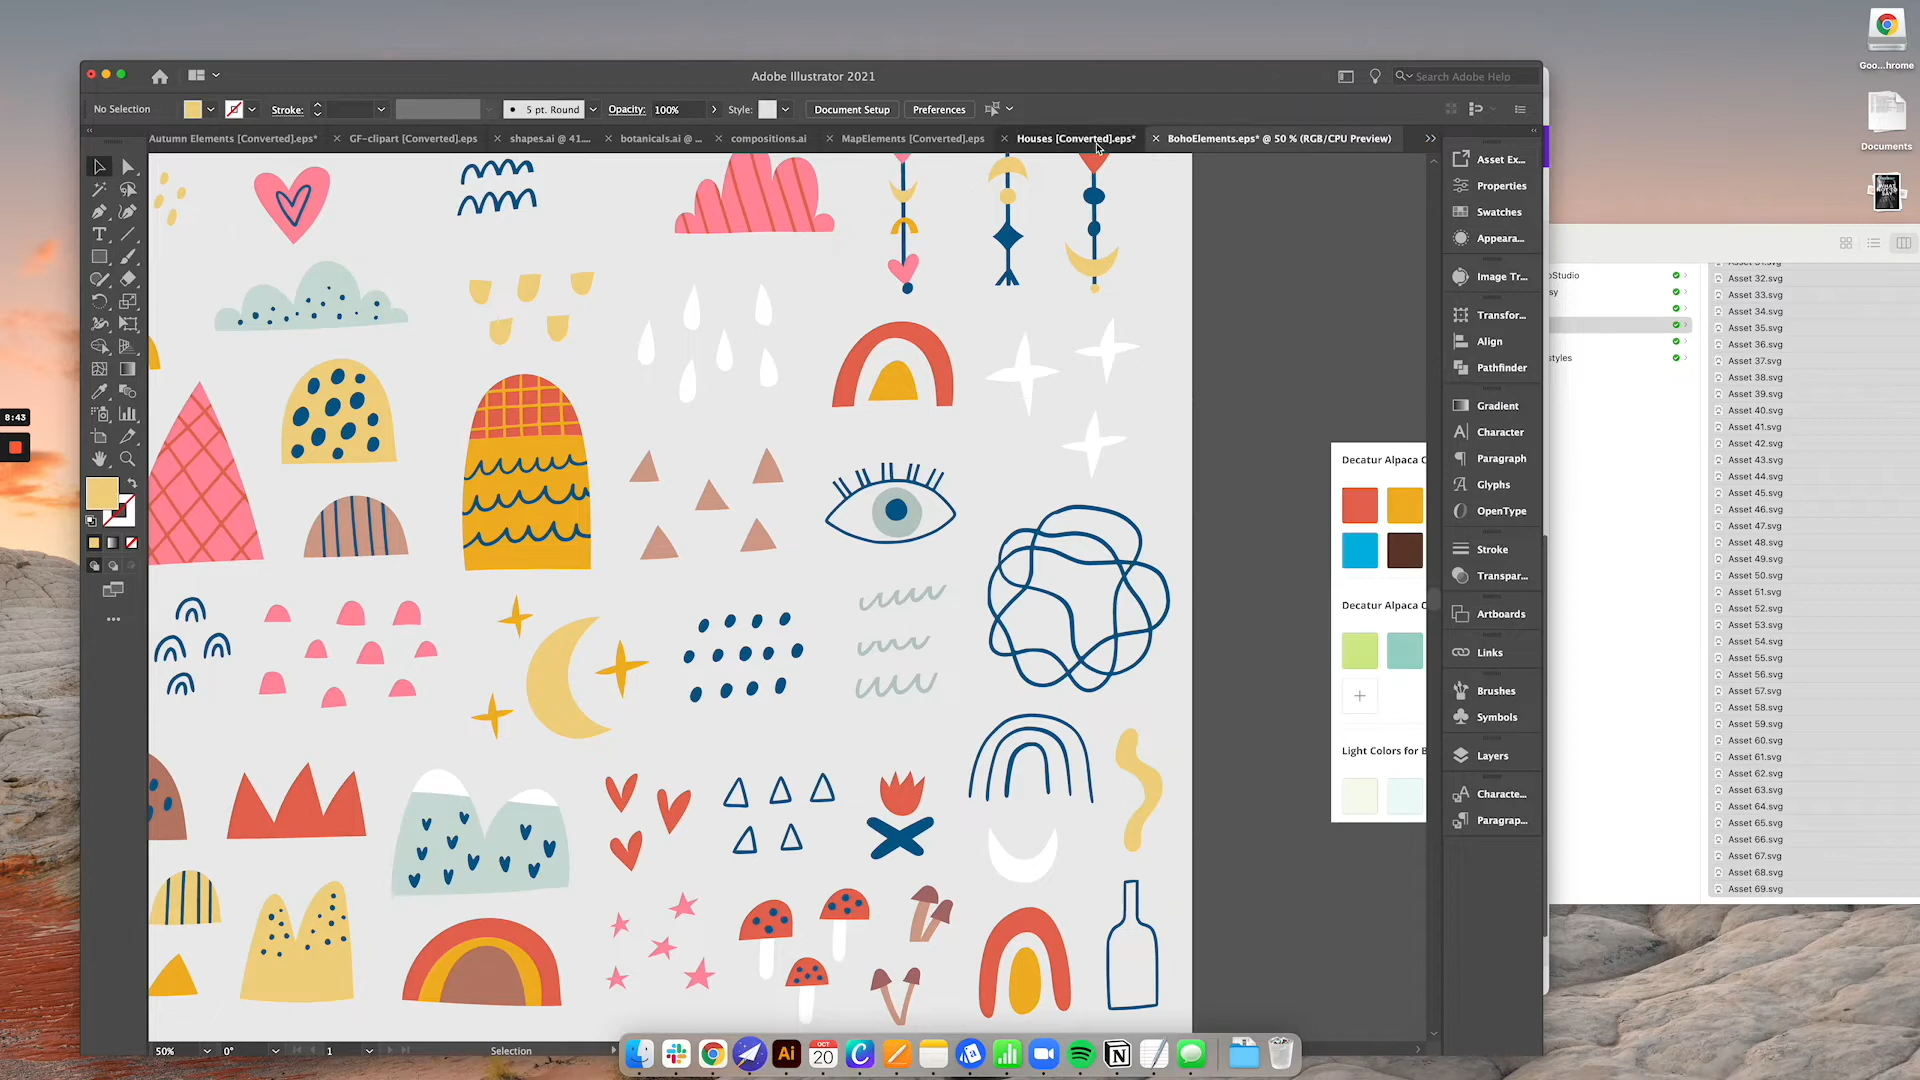 Goo...hrome
Adobe Illustrator 2021
Search Adobe Help
No Selection
Stroke:
5 pt. Round
Opacity:
100%
Style:
Document Setup
Preferences
Documents
Autumn Elements [Converted].eps*
GF-clipart [Converted].eps
shapes.ai @ 41....
botanicals.ai @ ...
compositions.ai
MapElements [Converted].eps
Houses [Converted].eps*
BohoElements.eps* @ 50 % (RGB/CPU Preview)
Asset Ex...
Properties
Swatches
Appeara...
Image Tr...
Transfor...
Align
Pathfinder
Gradient
Character
Paragraph
Glyphs
OpenType
Stroke
Transpar...
Artboards
Links
Brushes
Symbols
Layers
Characte...
Paragrap...
8:43
Decatur Alpaca C
Decatur Alpaca C
Light Colors for B
oStudio
sy
styles
Asset 32.svg
Asset 33.svg
Asset 34.svg
Asset 35.svg
Asset 36.svg
Asset 37.svg
Asset 38.svg
Asset 39.svg
Asset 40.svg
Asset 41.svg
Asset 42.svg
Asset 43.svg
Asset 44.svg
Asset 45.svg
Asset 46.svg
Asset 47.svg
Asset 48.svg
Asset 49.svg
Asset 50.svg
Asset 51.svg
Asset 52.svg
Asset 53.svg
Asset 54.svg
Asset 55.svg
Asset 56.svg
Asset 57.svg
Asset 58.svg
Asset 59.svg
Asset 60.svg
Asset 61.svg
Asset 62.svg
Asset 63.svg
Asset 64.svg
Asset 65.svg
Asset 66.svg
Asset 67.svg
Asset 68.svg
Asset 69.svg
50%
0°
1
Selection
Ai
OCT
20